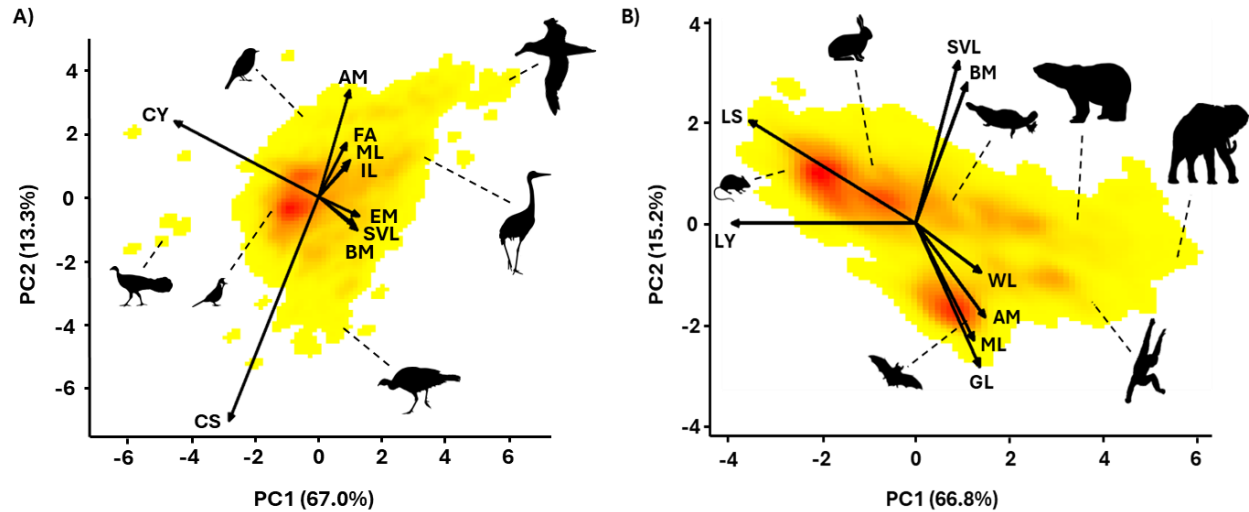 A)
4
2
0
-2
-4
-6
PC2 (13.3%)
CY
AM
FA
ML
IL
EM
SVL
BM
CS
-6 -4 -2 0 2 4 6
PC1 (67.0%)
B)
4
2
0
-2
-4
PC2 (15.2%)
SVL
BM
LS
LY
WL
AM
ML
GL
-4 -2 0 2 4 6
PC1 (66.8%)